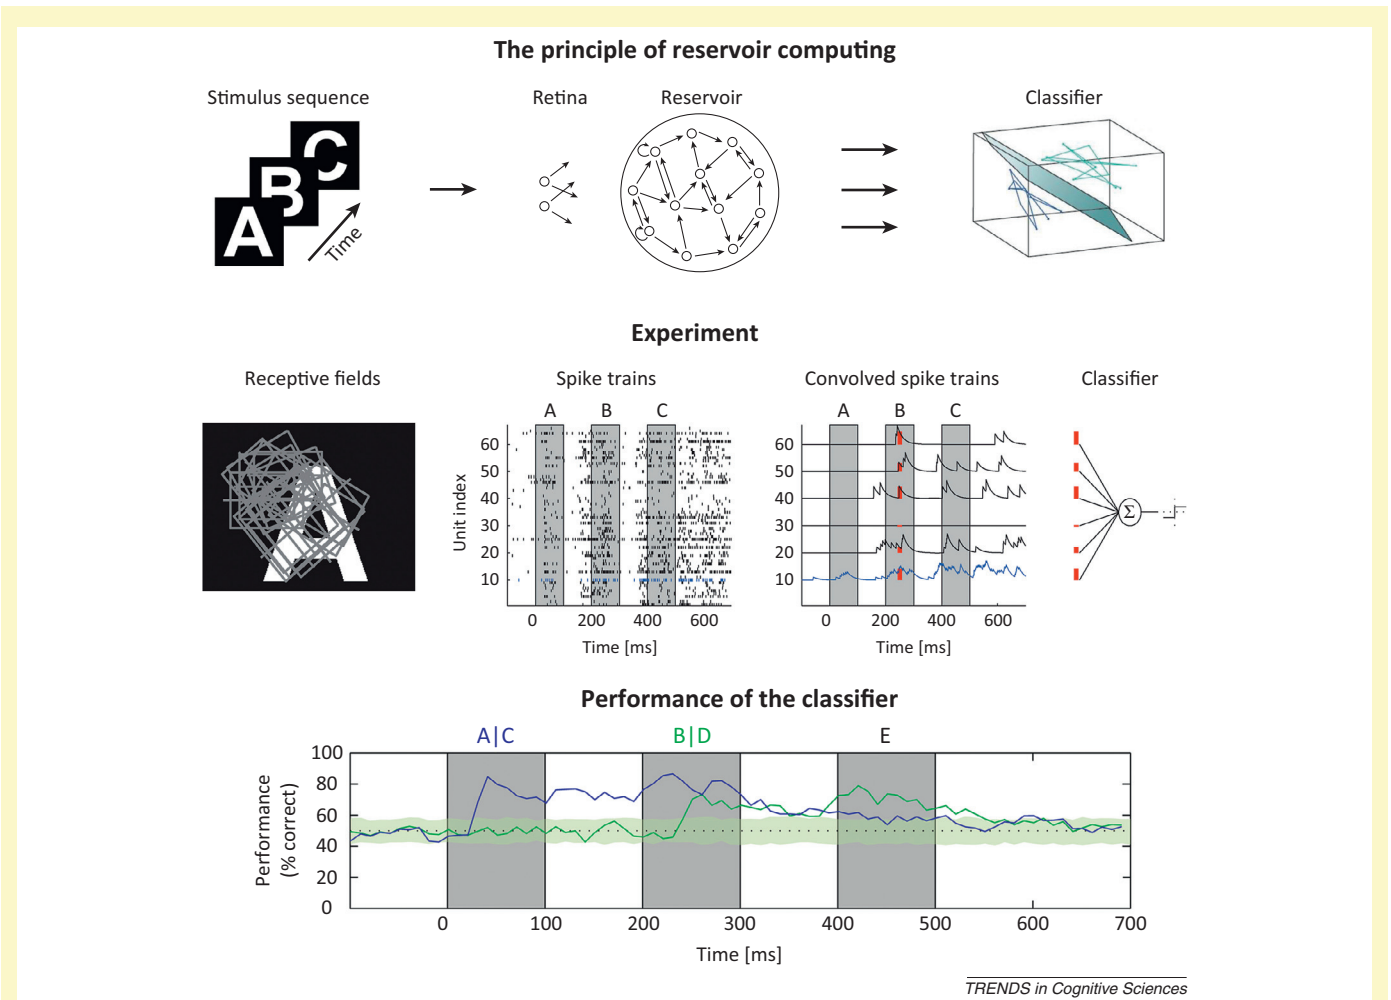 The principle of reservoir computing
Stimulus sequence
Retina
Reservoir
Classifier
A
B
C
Time
Experiment
Receptive fields
Spike trains
Convolved spike trains
Classifier
A
B
C
A
B
C
Unit index
60
50
40
30
20
10
60
50
40
30
20
10
Σ
0 200 400 600
Time [ms]
0 200 400 600
Time [ms]
Performance of the classifier
A|C
B|D
E
Performance
(% correct)
100
80
60
40
20
0
0 100 200 300 400 500 600 700
Time [ms]
TRENDS in Cognitive Sciences